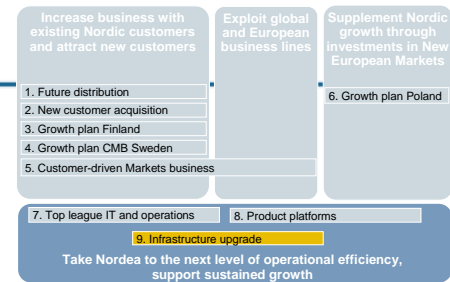 Increase business with
existing Nordic customers
and attract new customers
Exploit global
and European
business lines
Supplement Nordic
growth through
investments in New
European Markets
1. Future distribution
2. New customer acquisition
3. Growth plan Finland
4. Growth plan CMB Sweden
5. Customer-driven Markets business
6. Growth plan Poland
7. Top league IT and operations
8. Product platforms
9. Infrastructure upgrade
Take Nordea to the next level of operational efficiency,
support sustained growth